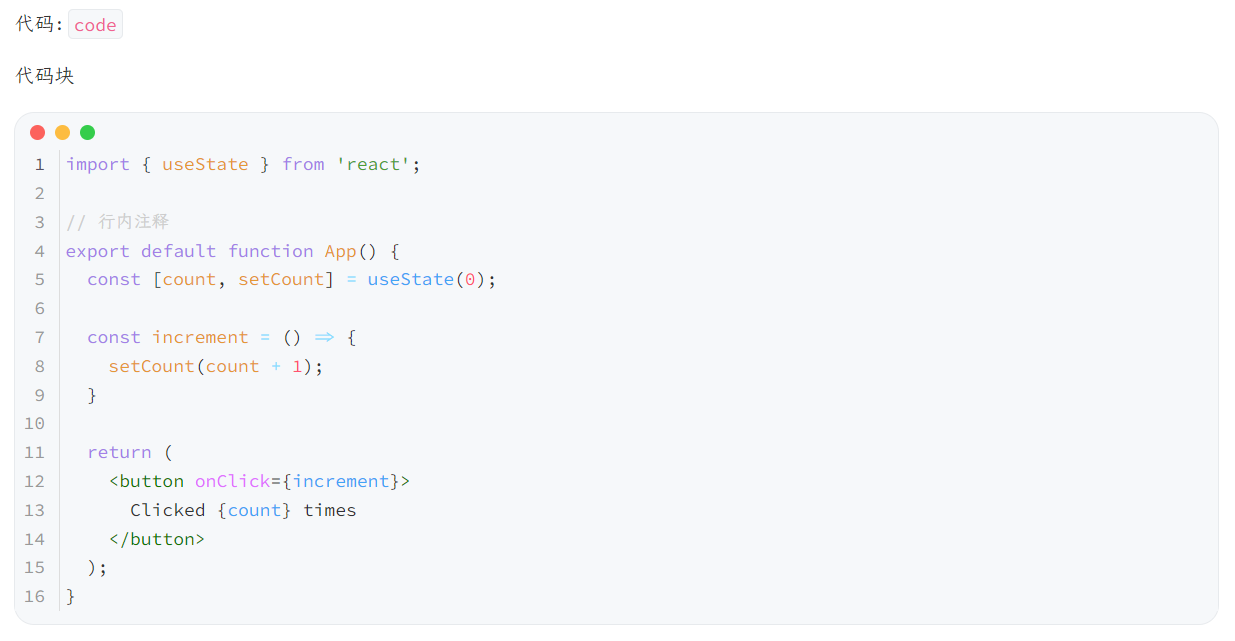 代码：code
代码块
1 import { useState } from 'react';
2
3 // 行内注释
4 export default function App() {
5   const [count, setCount] = useState(0);
6
7   const increment = () => {
8     setCount(count + 1);
9   }
10
11   return (
12     <button onClick={increment}>
13       Clicked {count} times
14     </button>
15   );
16 }